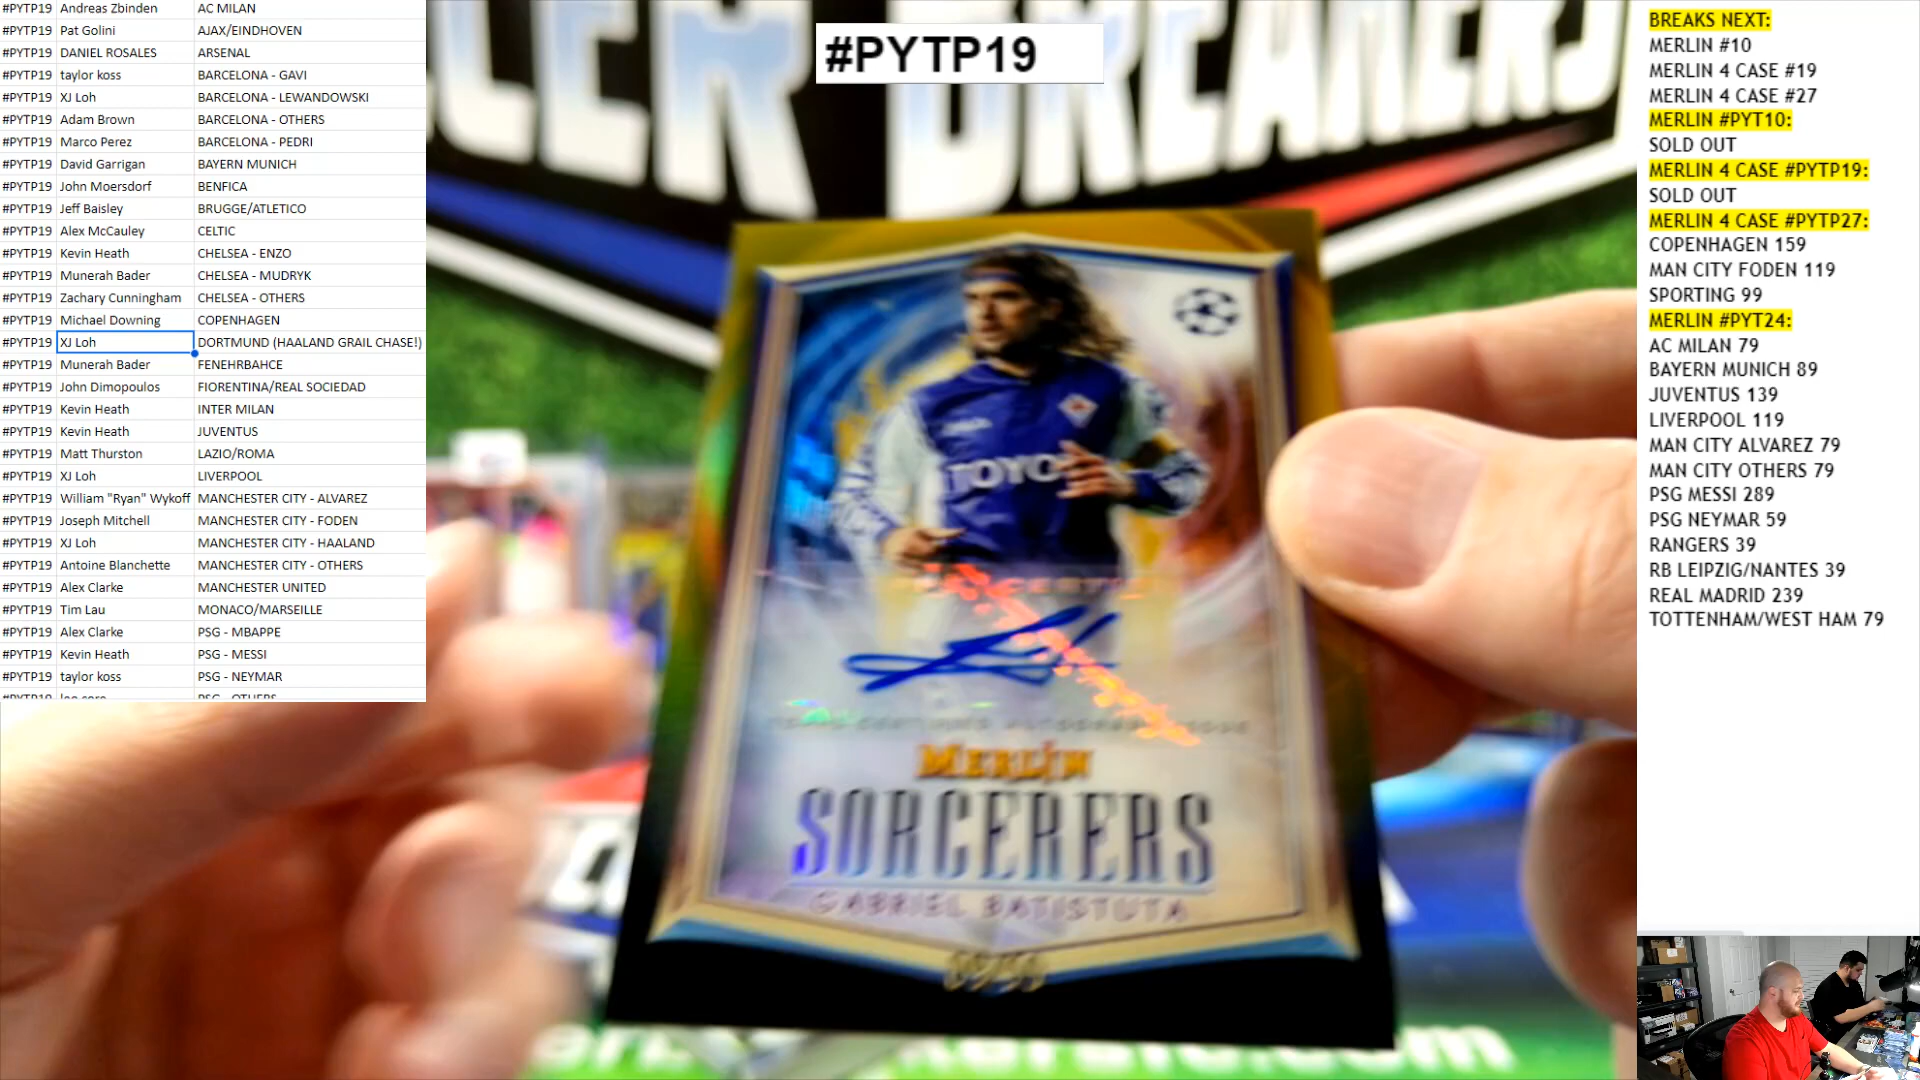 #PYTP19 Andreas Zbinden AC MILAN
#PYTP19 Pat Golini AJAX/EINDHOVEN
#PYTP19 DANIEL ROSALES ARSENAL
#PYTP19 taylor koss BARCELONA - GAVI
#PYTP19 XJ Loh BARCELONA - LEWANDOWSKI
#PYTP19 Adam Brown BARCELONA - OTHERS
#PYTP19 Marco Perez BARCELONA - PEDRI
#PYTP19 David Garrigan BAYERN MUNICH
#PYTP19 John Moersdorf BENFICA
#PYTP19 Jeff Baisley BRUGGE/ATLETICO
#PYTP19 Alex McCauley CELTIC
#PYTP19 Kevin Heath CHELSEA - ENZO
#PYTP19 Munerah Bader CHELSEA - MUDRYK
#PYTP19 Zachary Cunningham CHELSEA - OTHERS
#PYTP19 Michael Downing COPENHAGEN
#PYTP19 XJ Loh DORTMUND (HAALAND GRAIL CHASE!)
#PYTP19 Munerah Bader FENEHRBAHCE
#PYTP19 John Dimopoulos FIORENTINA/REAL SOCIEDAD
#PYTP19 Kevin Heath INTER MILAN
#PYTP19 Kevin Heath JUVENTUS
#PYTP19 Matt Thurston LAZIO/ROMA
#PYTP19 XJ Loh LIVERPOOL
#PYTP19 William "Ryan" Wykoff MANCHESTER CITY - ALVAREZ
#PYTP19 Joseph Mitchell MANCHESTER CITY - FODEN
#PYTP19 XJ Loh MANCHESTER CITY - HAALAND
#PYTP19 Antoine Blanchette MANCHESTER CITY - OTHERS
#PYTP19 Alex Clarke MANCHESTER UNITED
#PYTP19 Tim Lau MONACO/MARSEILLE
#PYTP19 Alex Clarke PSG - MBAPPE
#PYTP19 Kevin Heath PSG - MESSI
#PYTP19 taylor koss PSG - NEYMAR
#PYTP19 PSG - OTHERS
#PYTP19
BREAKERS
TOYO
MERLIN
SORCERERS
GABRIEL BATISTUTA
09/50
BREAKS NEXT:
MERLIN #10
MERLIN 4 CASE #19
MERLIN 4 CASE #27
MERLIN #PYT10:
SOLD OUT
MERLIN 4 CASE #PYTP19:
SOLD OUT
MERLIN 4 CASE #PYTP27:
COPENHAGEN 159
MAN CITY FODEN 119
SPORTING 99
MERLIN #PYT24:
AC MILAN 79
BAYERN MUNICH 89
JUVENTUS 139
LIVERPOOL 119
MAN CITY ALVAREZ 79
MAN CITY OTHERS 79
PSG MESSI 289
PSG NEYMAR 59
RANGERS 39
RB LEIPZIG/NANTES 39
REAL MADRID 239
TOTTENHAM/WEST HAM 79